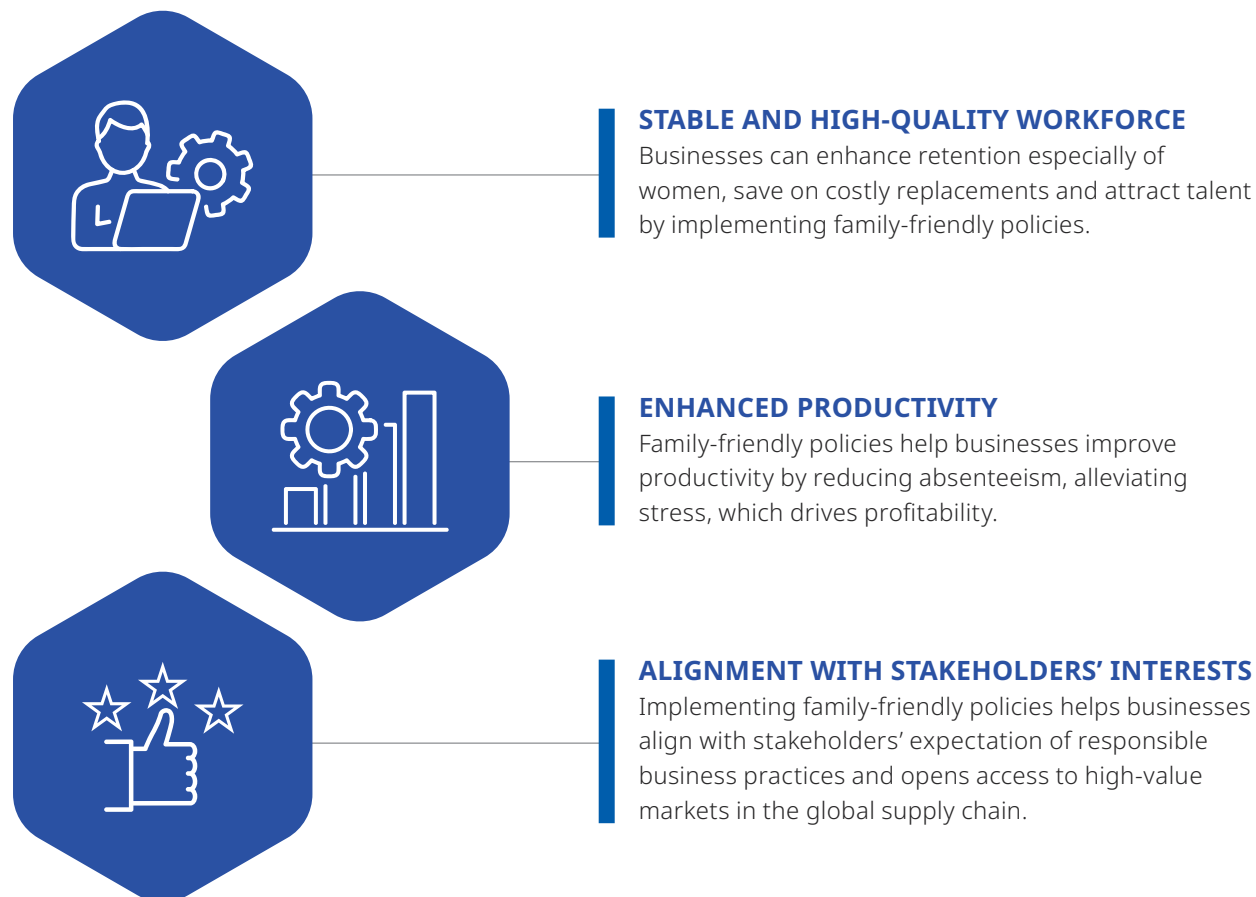 STABLE AND HIGH-QUALITY WORKFORCE
Businesses can enhance retention especially of
women, save on costly replacements and attract talent
by implementing family-friendly policies.
ENHANCED PRODUCTIVITY
Family-friendly policies help businesses improve
productivity by reducing absenteeism, alleviating
stress, which drives profitability.
ALIGNMENT WITH STAKEHOLDERS’ INTERESTS
Implementing family-friendly policies helps businesses
align with stakeholders’ expectation of responsible
business practices and opens access to high-value
markets in the global supply chain.